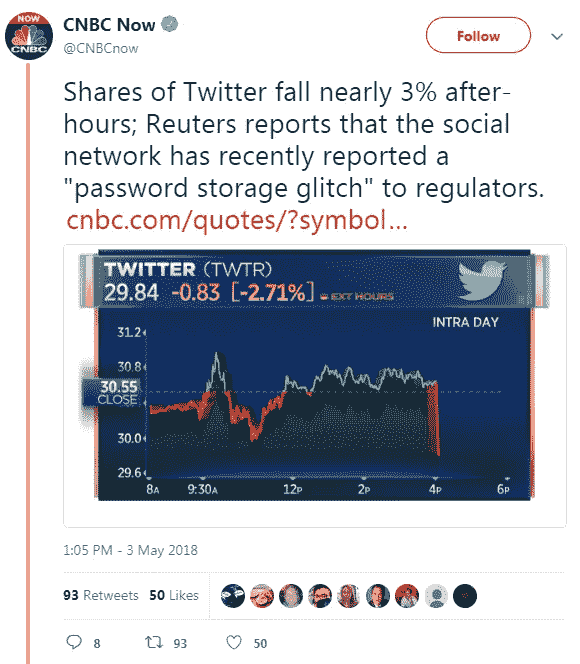 NOW
CNBC
CNBC Now
@CNBCnow
Follow
Shares of Twitter fall nearly 3% after-
hours; Reuters reports that the social
network has recently reported a
"password storage glitch" to regulators.
cnbc.com/quotes/?symbol...
TWITTER (TWTR)
29.84 -0.83 [-2.71%] EXT HOURS
INTRA DAY
31.2
30.8
30.55
CLOSE
30.0
29.6
8A 9:30A 12P 2P 4P 6P
1:05 PM - 3 May 2018
93 Retweets 50 Likes
8 93 50